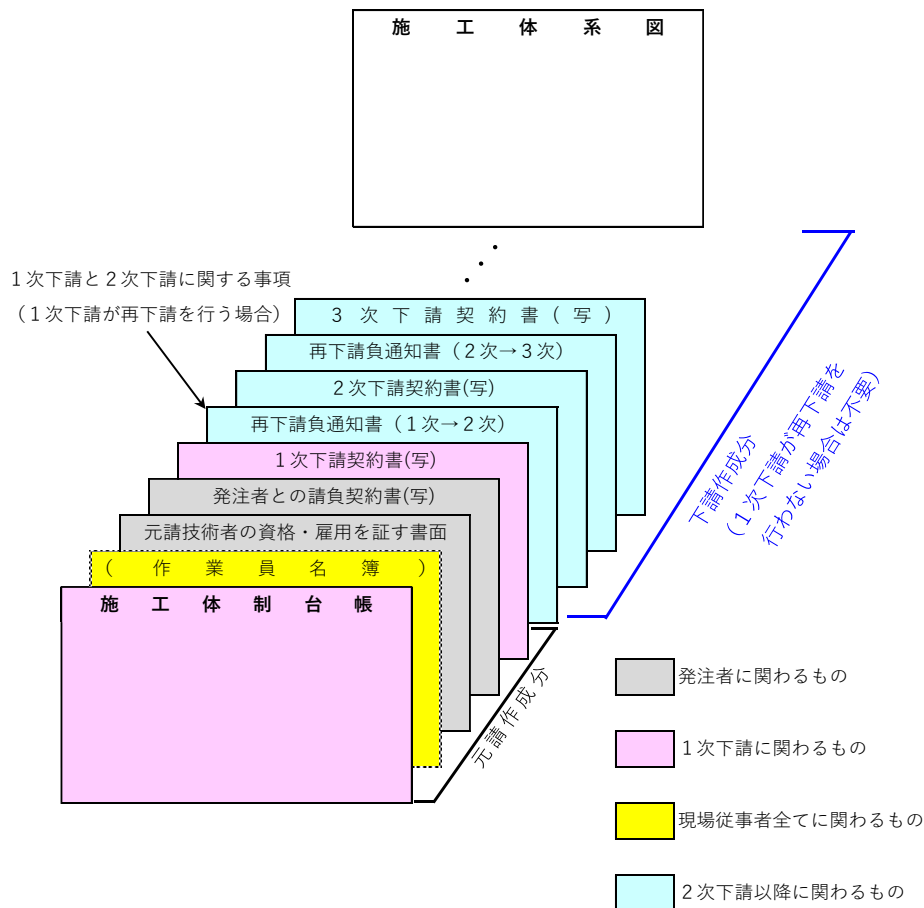 施工体系図
1次下請と2次下請に関する事項
（1次下請が再下請を行う場合）
3次下請契約書(写)
再下請負通知書（2次→3次）
2次下請契約書(写)
再下請負通知書（1次→2次）
1次下請契約書(写)
発注者との請負契約書(写)
元請技術者の資格・雇用を証す書面
(作業員名簿)
施工体制台帳
下請作成分
（1次下請が再下請を
行わない場合は不要）
元請作成分
発注者に関わるもの
1次下請に関わるもの
現場従事者全てに関わるもの
2次下請以降に関わるもの